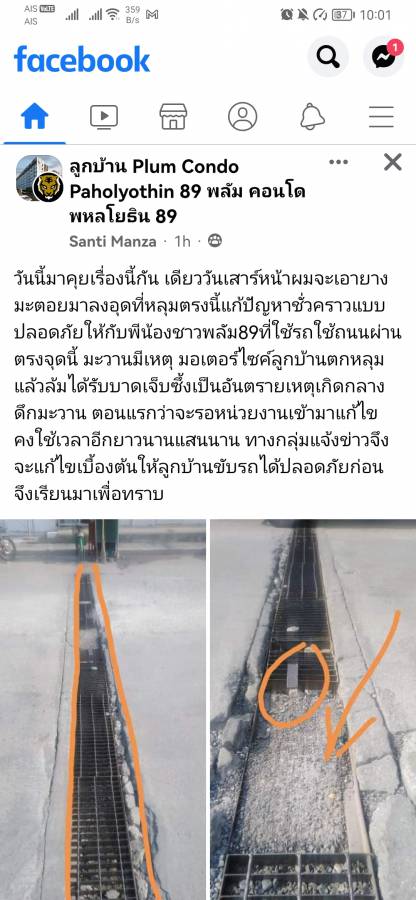 AIS VoLTE
AIS
359 B/s
87
10:01
facebook
1
ลูกบ้าน Plum Condo
Paholyothin 89 พลัม คอนโด
พหลโยธิน 89
Santi Manza · 1h ·
วันนี้มาคุยเรื่องนี้กัน เดียววันเสาร์หน้าผมจะเอายาง
มะตอยมาลงอุดที่หลุมตรงนี้แก้ปัญหาชั่วคราวแบบ
ปลอดภัยให้กับพีน้องชาวพลัม89ที่ใช้รถใช้ถนนผ่าน
ตรงจุดนี้ มะวานมีเหตุ มอเตอร์ไซค์ลูกบ้านตกหลุม
แล้วล้มได้รับบาดเจ็บซึ้งเป็นอันตรายเหตุเกิดกลาง
ดึกมะวาน ตอนแรกว่าจะรอหน่วยงานเข้ามาแก้ไข
คงใช้เวลาอีกยาวนานแสนนาน ทางกลุ่มแจ้งข่าวจึง
จะแก้ไขเบื้องต้นให้ลูกบ้านขับรถได้ปลอดภัยก่อน
จึงเรียนมาเพื่อทราบ